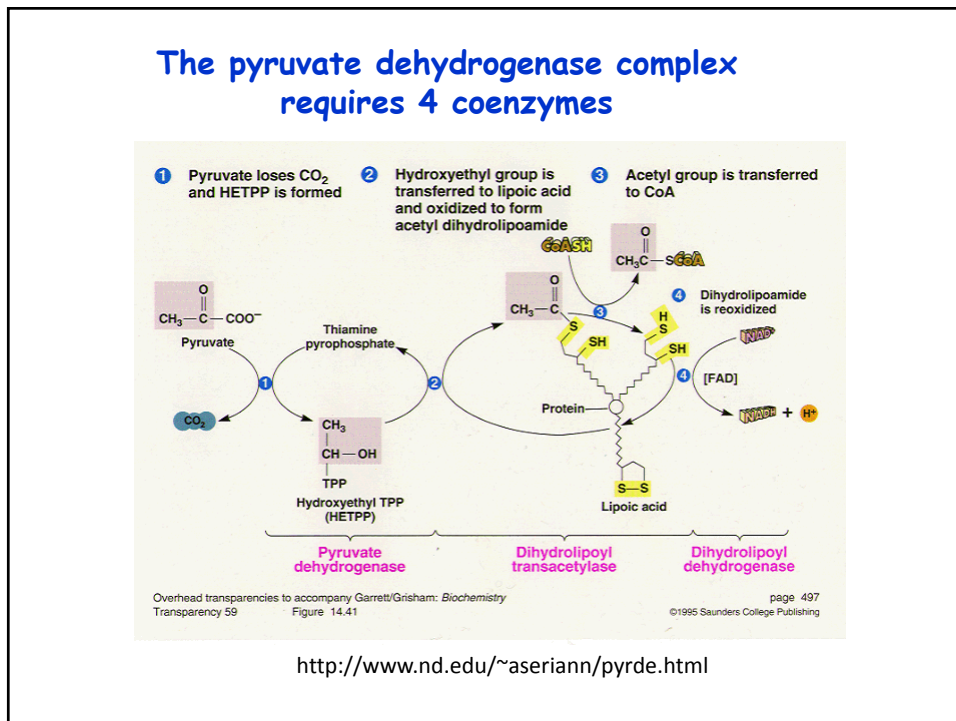 The pyruvate dehydrogenase complex
requires 4 coenzymes
1 Pyruvate loses CO2
and HETPP is formed
2 Hydroxyethyl group is
transferred to lipoic acid
and oxidized to form
acetyl dihydrolipoamide
3 Acetyl group is transferred
to CoA
CoASH
O
CH3C—SCoA
O
CH3—C
4 Dihydrolipoamide
is reoxidized
O
CH3—C—COO−
Pyruvate
Thiamine
pyrophosphate
S
SH
3
H
S
SH
NAD+
1
2
4
[FAD]
CO2
Protein
NADH + H+
CH3
CH—OH
TPP
Hydroxyethyl TPP
(HETPP)
S—S
Lipoic acid
Pyruvate
dehydrogenase
Dihydrolipoyl
transacetylase
Dihydrolipoyl
dehydrogenase
Overhead transparencies to accompany Garrett/Grisham: Biochemistry
page 497
Transparency 59 Figure 14.41
©1995 Saunders College Publishing
http://www.nd.edu/~aseriann/pyrde.html